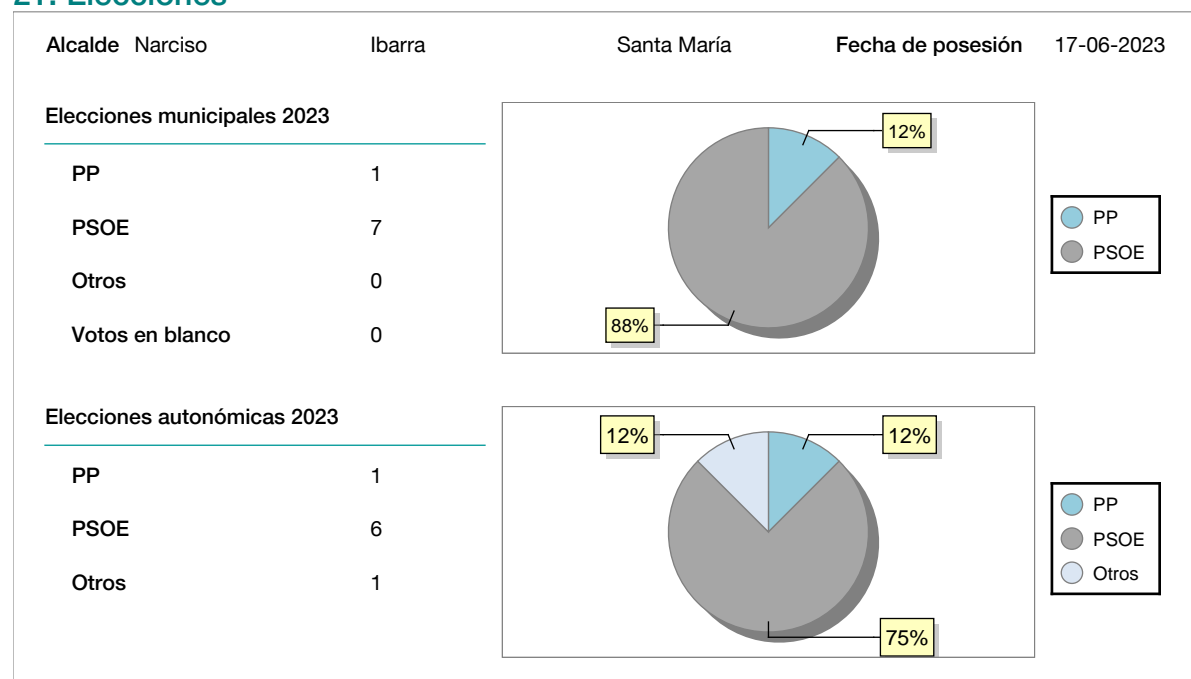 21. Elecciones
Alcalde Narciso Ibarra Santa María Fecha de posesión 17-06-2023
Elecciones municipales 2023
PP 1
PSOE 7
Otros 0
Votos en blanco 0
12%
88%
PP
PSOE
Elecciones autonómicas 2023
PP 1
PSOE 6
Otros 1
12%
12%
75%
PP
PSOE
Otros